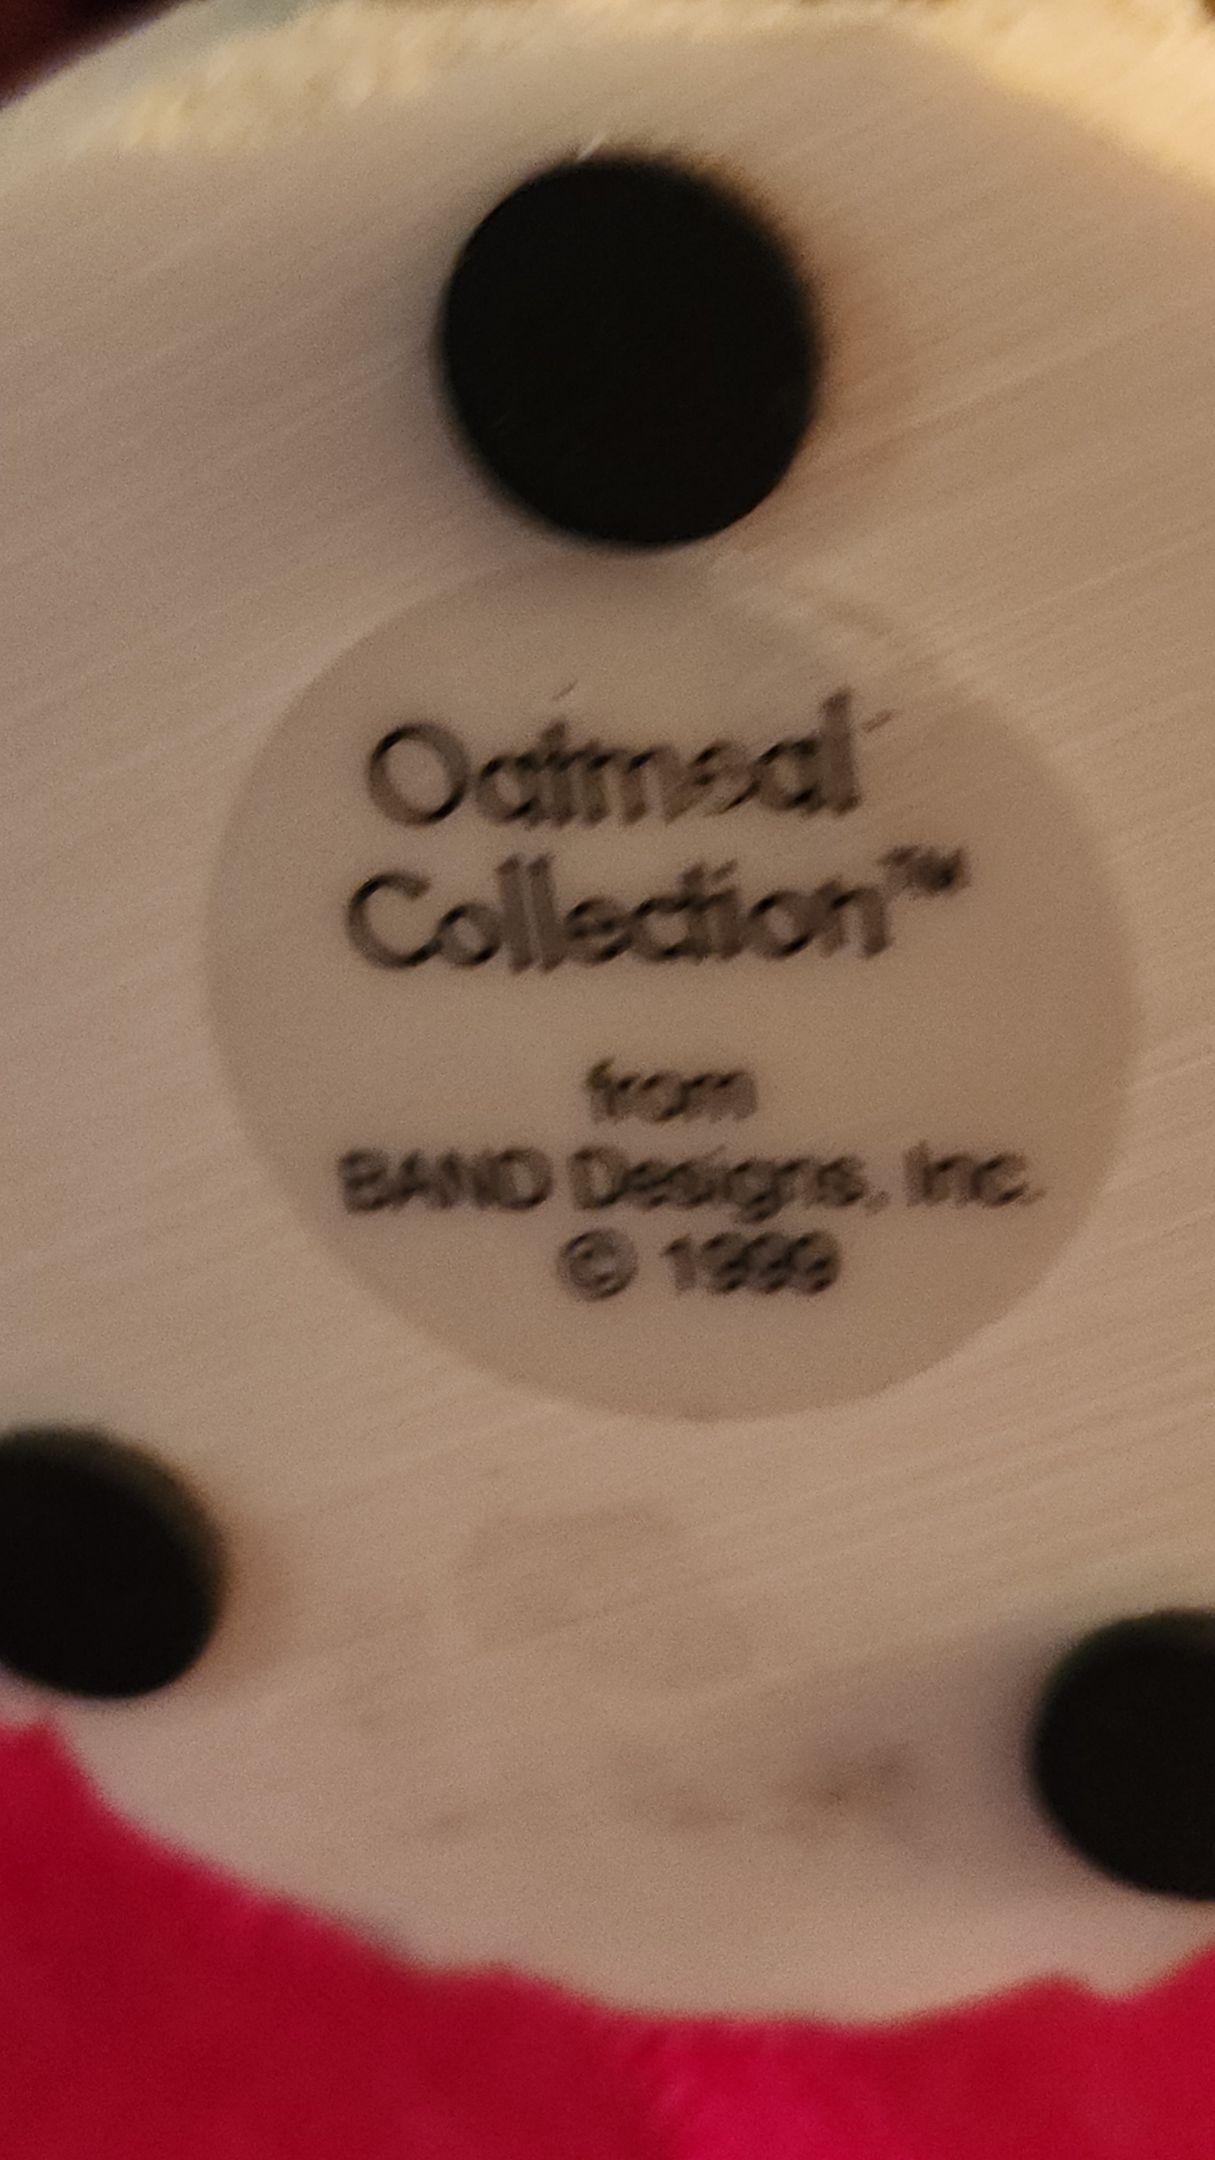 Oatmeal
Collection™
from
BAND Designs, Inc.
© 1999